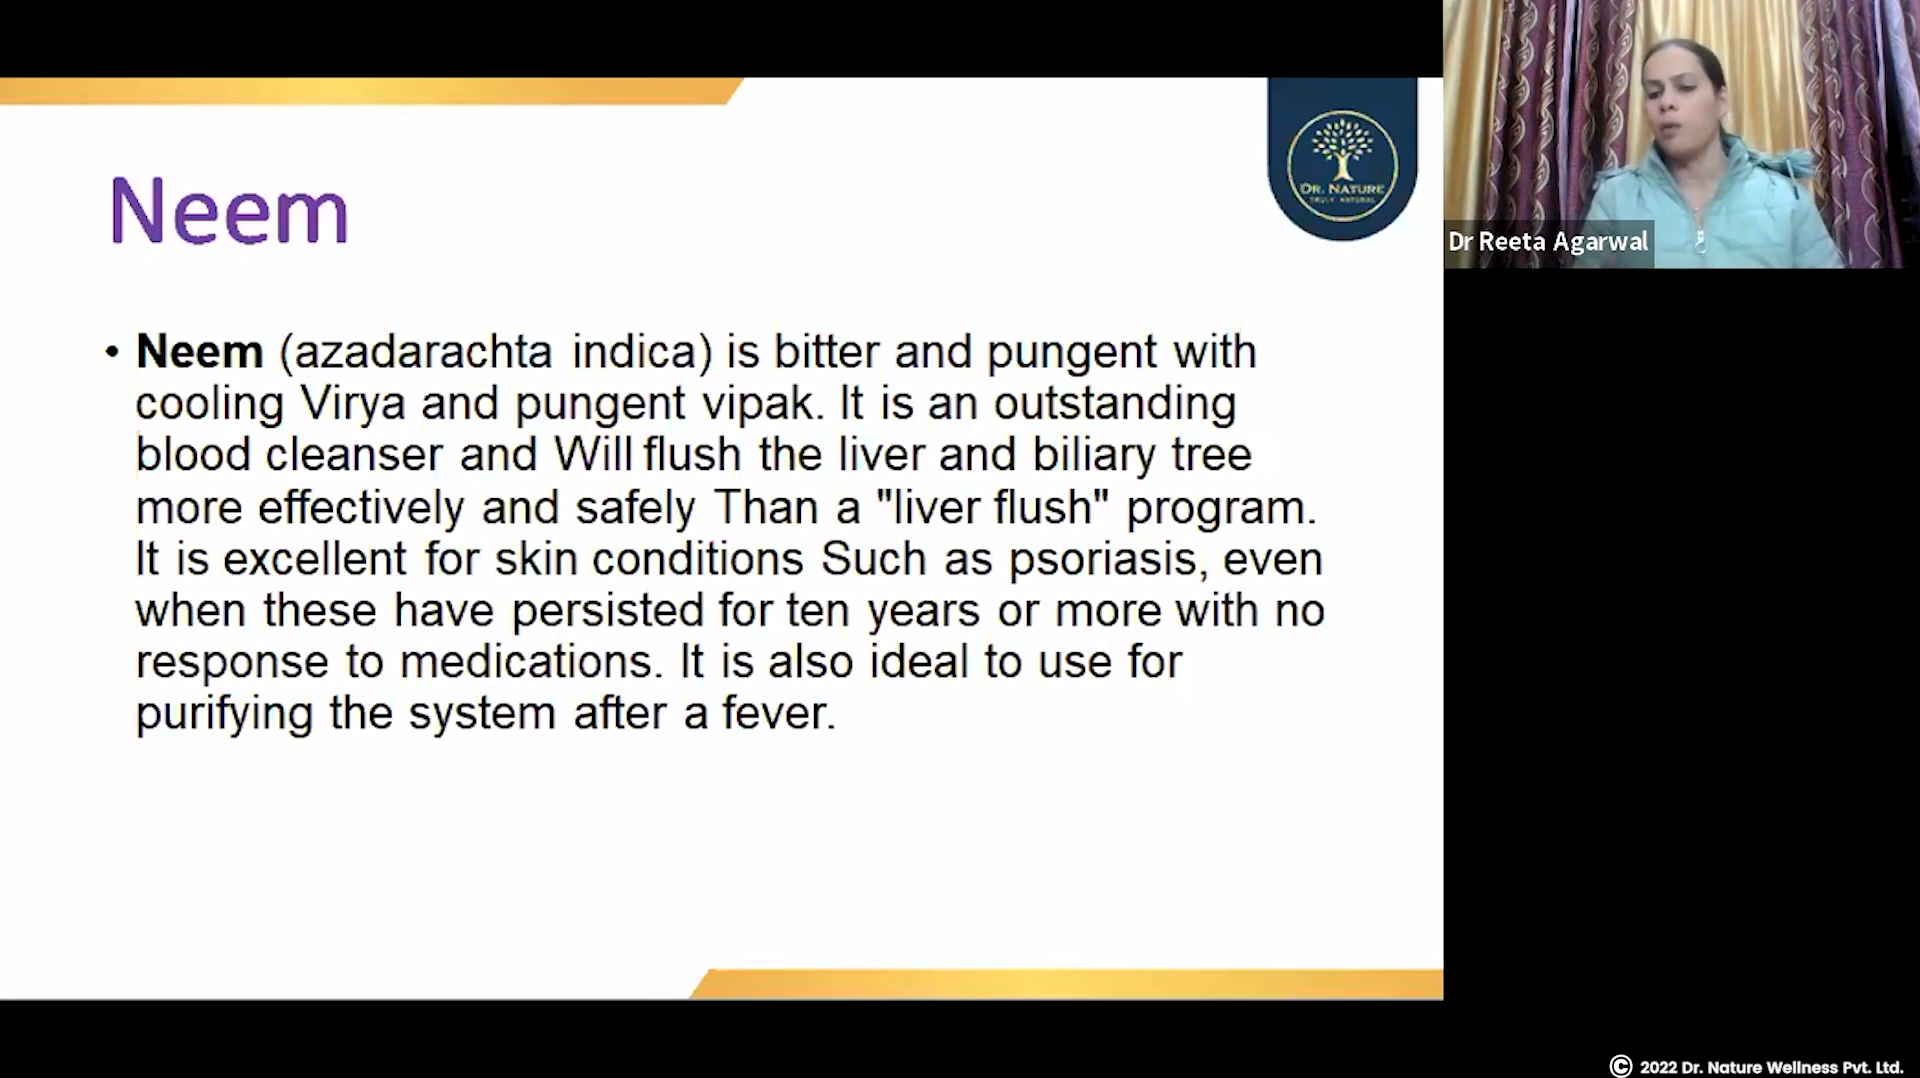 Neem
DR. NATURE
TRULY NATURAL
Dr Reeta Agarwal
• Neem (azadarachta indica) is bitter and pungent with
cooling Virya and pungent vipak. It is an outstanding
blood cleanser and Will flush the liver and biliary tree
more effectively and safely Than a "liver flush" program.
It is excellent for skin conditions Such as psoriasis, even
when these have persisted for ten years or more with no
response to medications. It is also ideal to use for
purifying the system after a fever.
© 2022 Dr. Nature Wellness Pvt. Ltd.